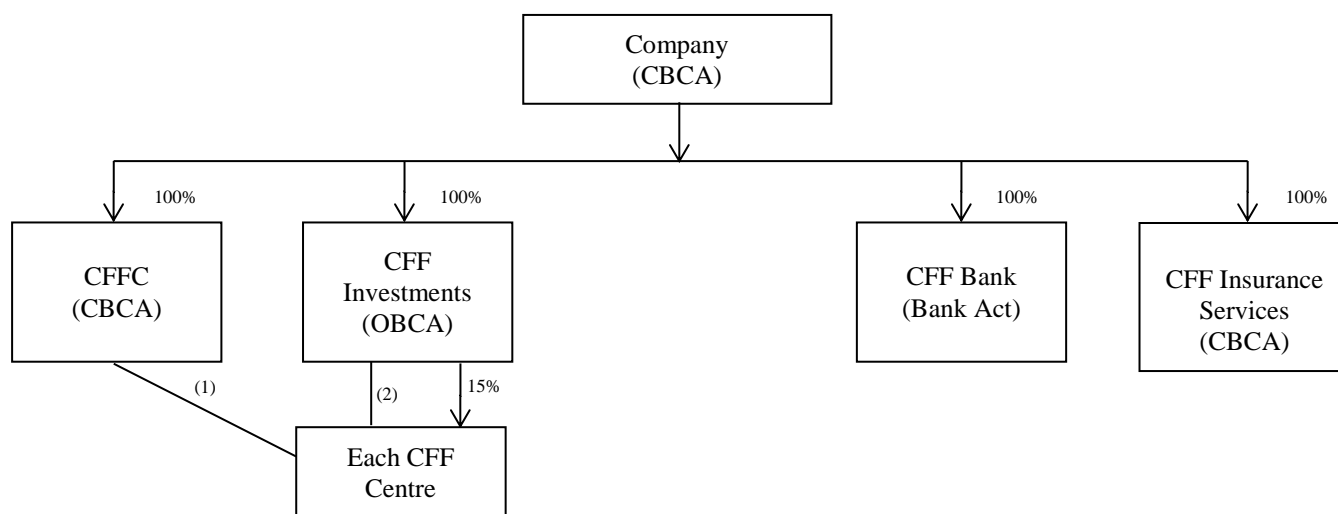 Company
(CBCA)
100%
100%
100%
100%
CFFC
(CBCA)
CFF
Investments
(OBCA)
CFF Bank
(Bank Act)
CFF Insurance
Services
(CBCA)
(1)
(2)
15%
Each CFF
Centre